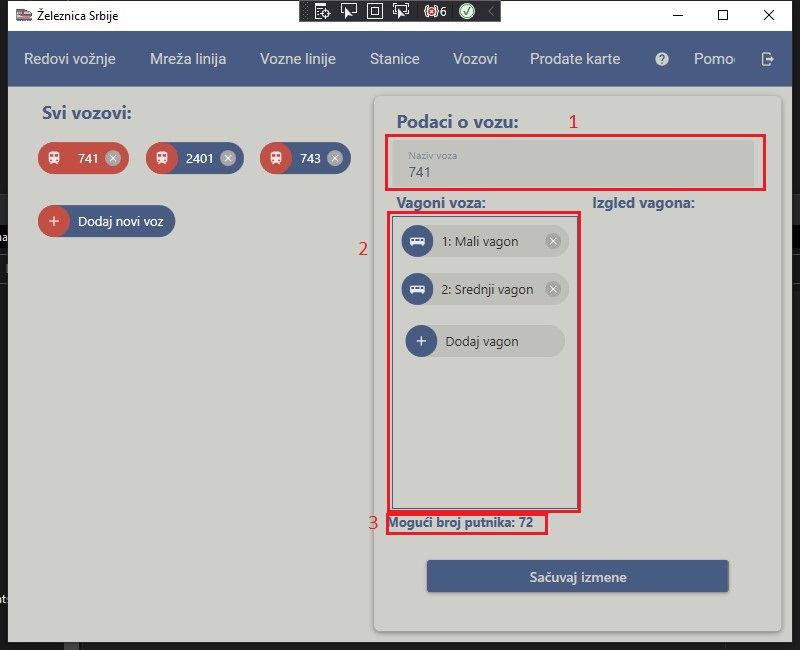 Železnica Srbije
6
Redovi vožnje Mreža linija Vozne linije Stanice Vozovi Prodate karte ? Pomo
Svi vozovi:
741 2401 743
Dodaj novi voz
Podaci o vozu: 1
Naziv voza
741
Vagoni voza: Izgled vagona:
2
1: Mali vagon
2: Srednji vagon
Dodaj vagon
3 Mogući broj putnika: 72
Sačuvaj izmene